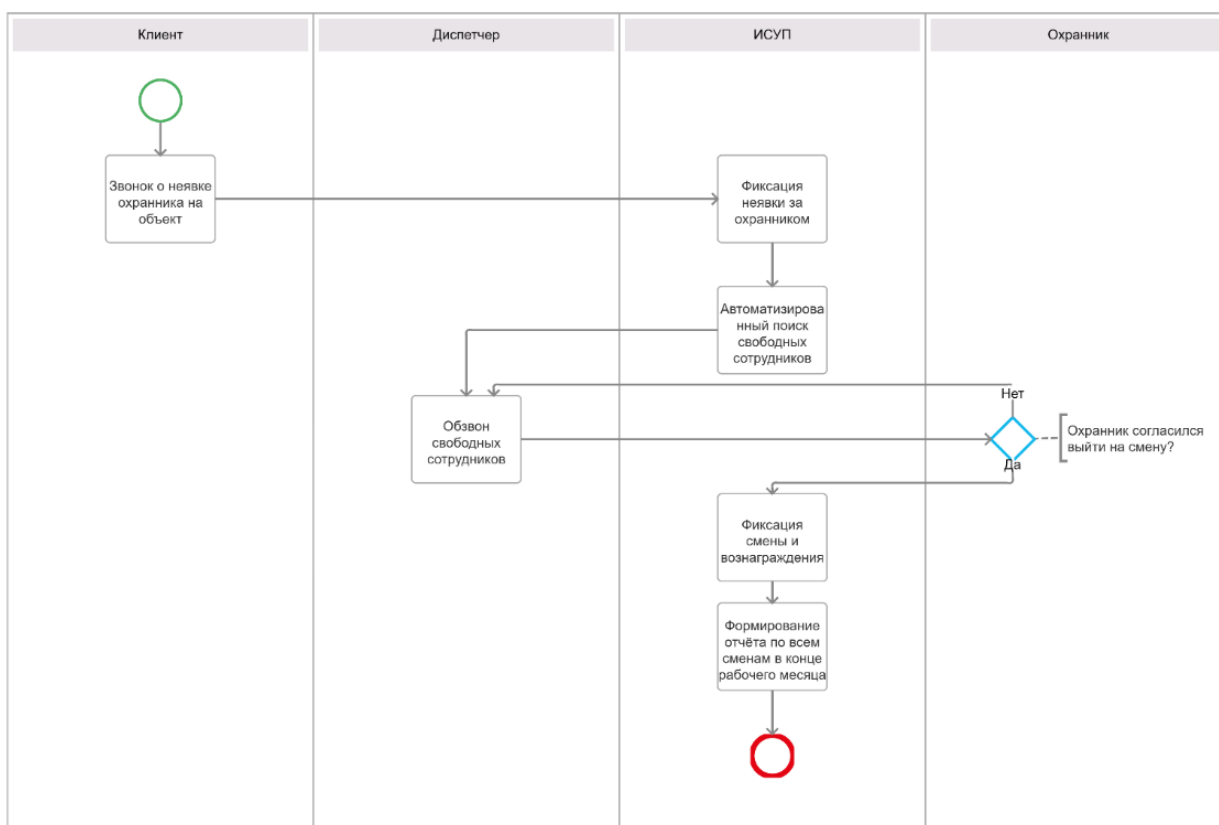 Клиент
Диспетчер
ИСУП
Охранник
Звонок о неявке
охранника на
объект
Фиксация
неявки за
охранником
Автоматизирова
нный поиск
свободных
сотрудников
Обзвон
свободных
сотрудников
Нет
Охранник согласился
выйти на смену?
Да
Фиксация
смены и
вознаграждения
Формирование
отчёта по всем
сменам в конце
рабочего месяца